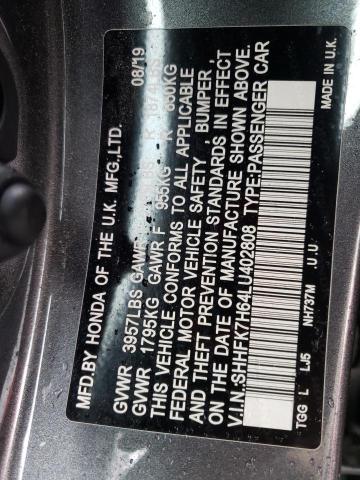 MFD.BY HONDA OF THE U.K. MFG.,LTD. 08/19
GVWR 3957LBS GAWR
GVWR 1795KG GAWR F 955KG R 850KG
THIS VEHICLE CONFORMS TO ALL APPLICABLE
FEDERAL MOTOR VEHICLE SAFETY , BUMPER ,
AND THEFT PREVENTION STANDARDS IN EFFECT
ON THE DATE OF MANUFACTURE SHOWN ABOVE.
V.I.N.:SHHFK7H64LU402808 TYPE:PASSENGER CAR
TGG L LJ5 NH737M .U.U MADE IN U.K.